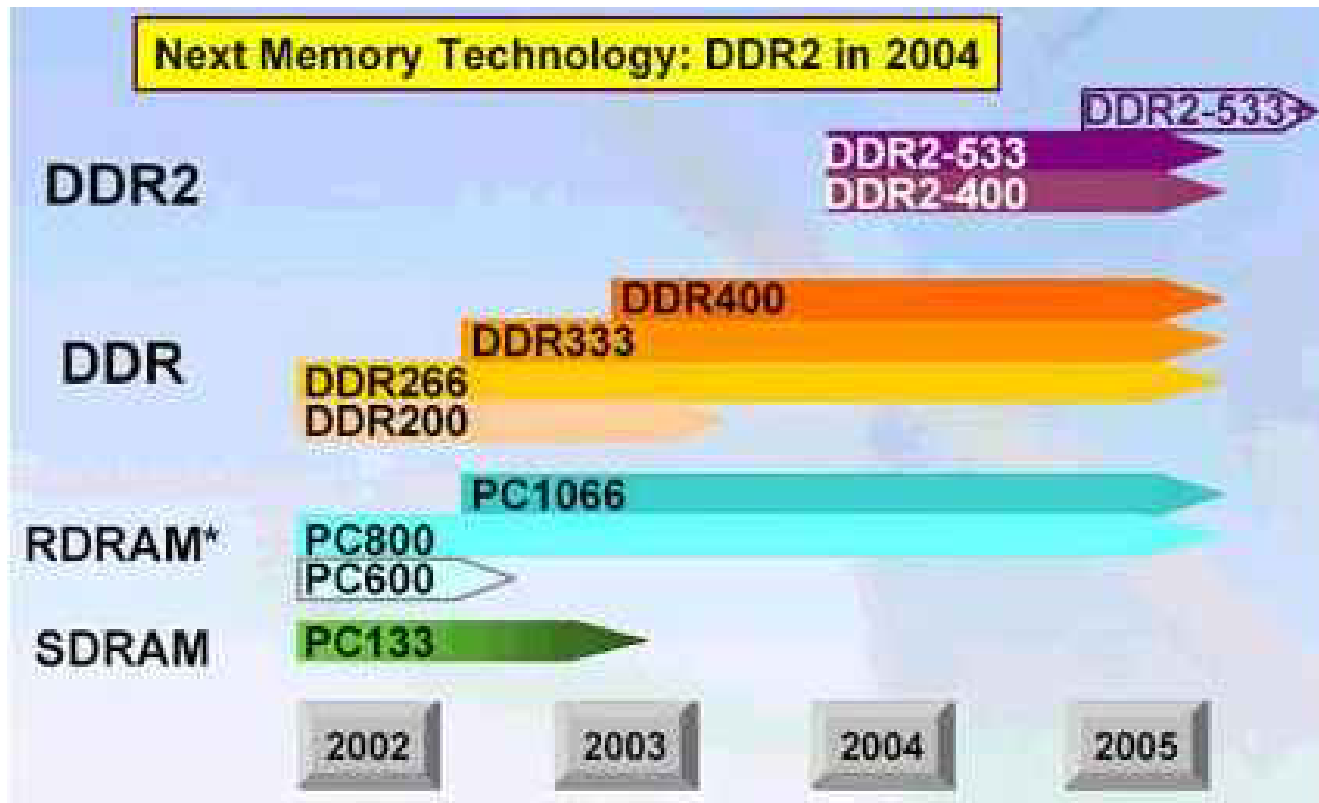 Next Memory Technology: DDR2 in 2004
DDR2-533+
DDR2
DDR2-533
DDR2-400
DDR400
DDR333
DDR
DDR266
DDR200
PC1066
RDRAM*
PC800
PC600
SDRAM
PC133
2002
2003
2004
2005